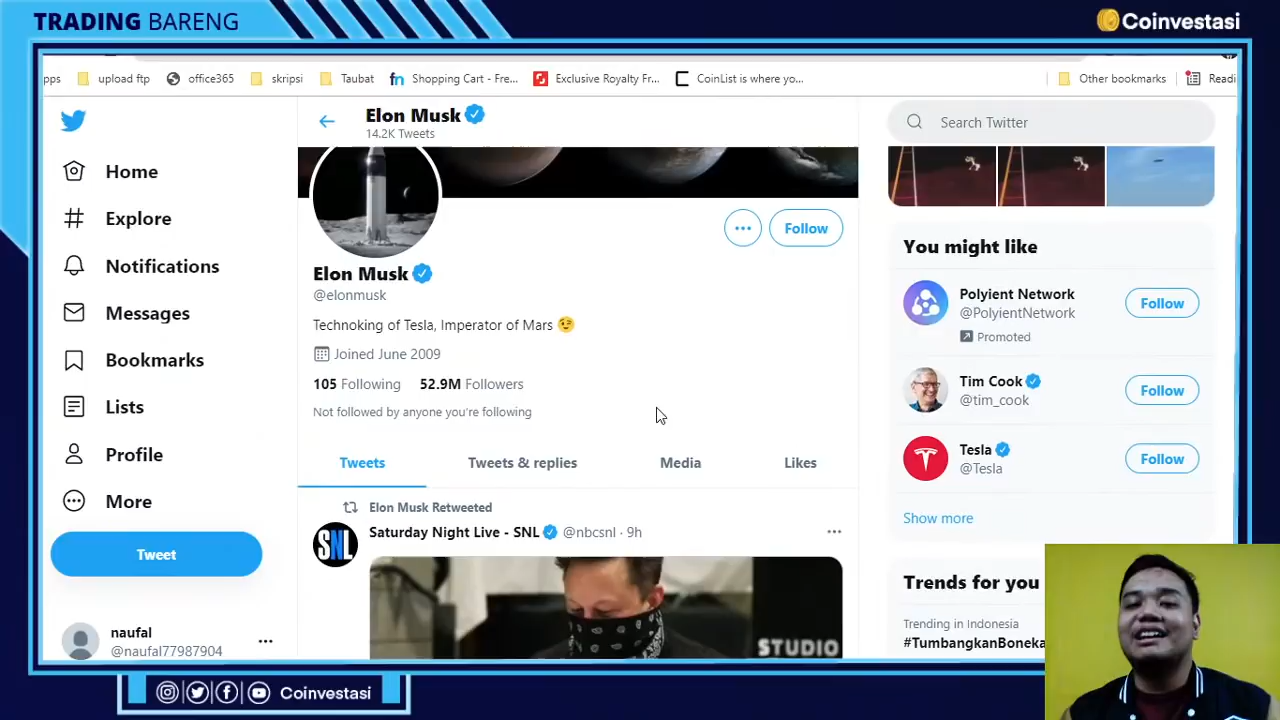 TRADING BARENG
Coinvestasi
pps upload ftp office365 skripsi Taubat Shopping Cart - Fre... Exclusive Royalty Fr... CoinList is where yo... Other bookmarks Readi
Elon Musk
14.2K Tweets
Search Twitter
Home
Explore
Notifications
Messages
Bookmarks
Lists
Profile
More
Tweet
naufal
@naufal77987904
Follow
Elon Musk
@elonmusk
Technoking of Tesla, Imperator of Mars 😉
Joined June 2009
105 Following 52.9M Followers
Not followed by anyone you're following
Tweets Tweets & replies Media Likes
Elon Musk Retweeted
Saturday Night Live - SNL @nbcsnl · 9h
SNL
STUDIO
You might like
Polyient Network
@PolyientNetwork
Promoted
Follow
Tim Cook
@tim_cook
Follow
Tesla
@Tesla
Follow
Show more
Trends for you
Trending in Indonesia
#TumbangkanBoneka
Coinvestasi